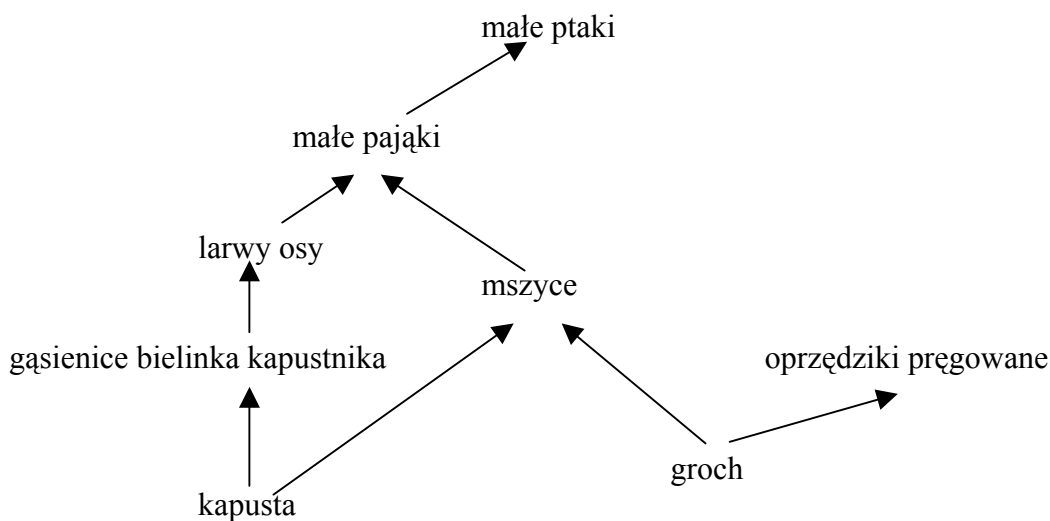 małe ptaki
małe pająki
larwy osy
mszyce
gąsienice bielinka kapustnika
oprzędziki pręgowane
groch
kapusta